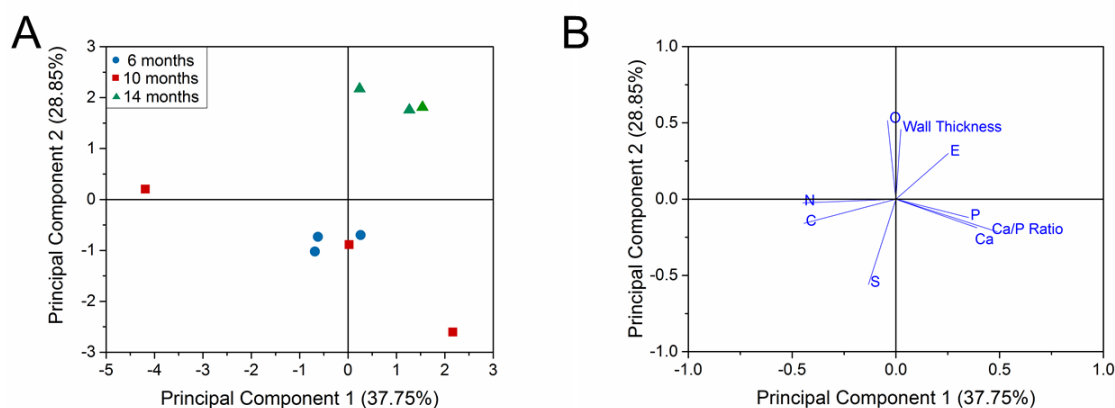 A
B
6 months
10 months
14 months
Principal Component 2 (28.85%)
3
2
1
0
-1
-2
-3
-5
-4
-3
-2
-1
0
1
2
3
Principal Component 1 (37.75%)
Principal Component 2 (28.85%)
1.0
0.5
0.0
-0.5
-1.0
O
Wall Thickness
E
N
C
P
Ca/P Ratio
Ca
S
-1.0
-0.5
0.0
0.5
1.0
Principal Component 1 (37.75%)